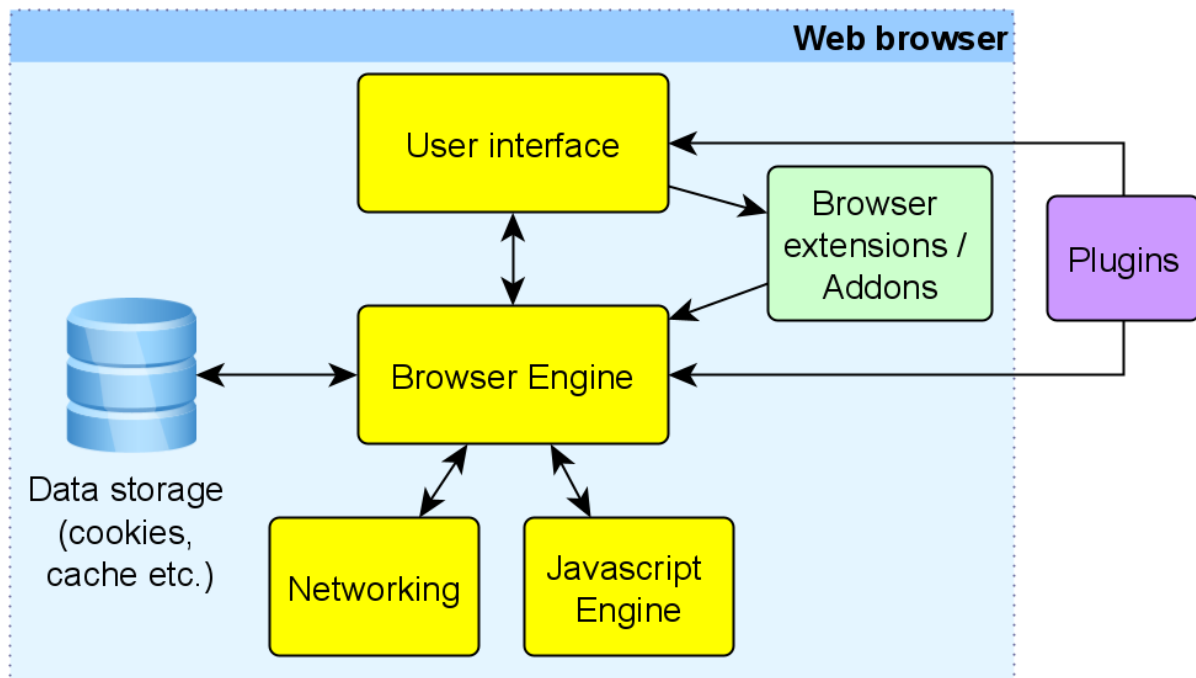 Web browser
User interface
Browser
extensions /
Addons
Plugins
Browser Engine
Data storage
(cookies,
cache etc.)
Networking
Javascript
Engine